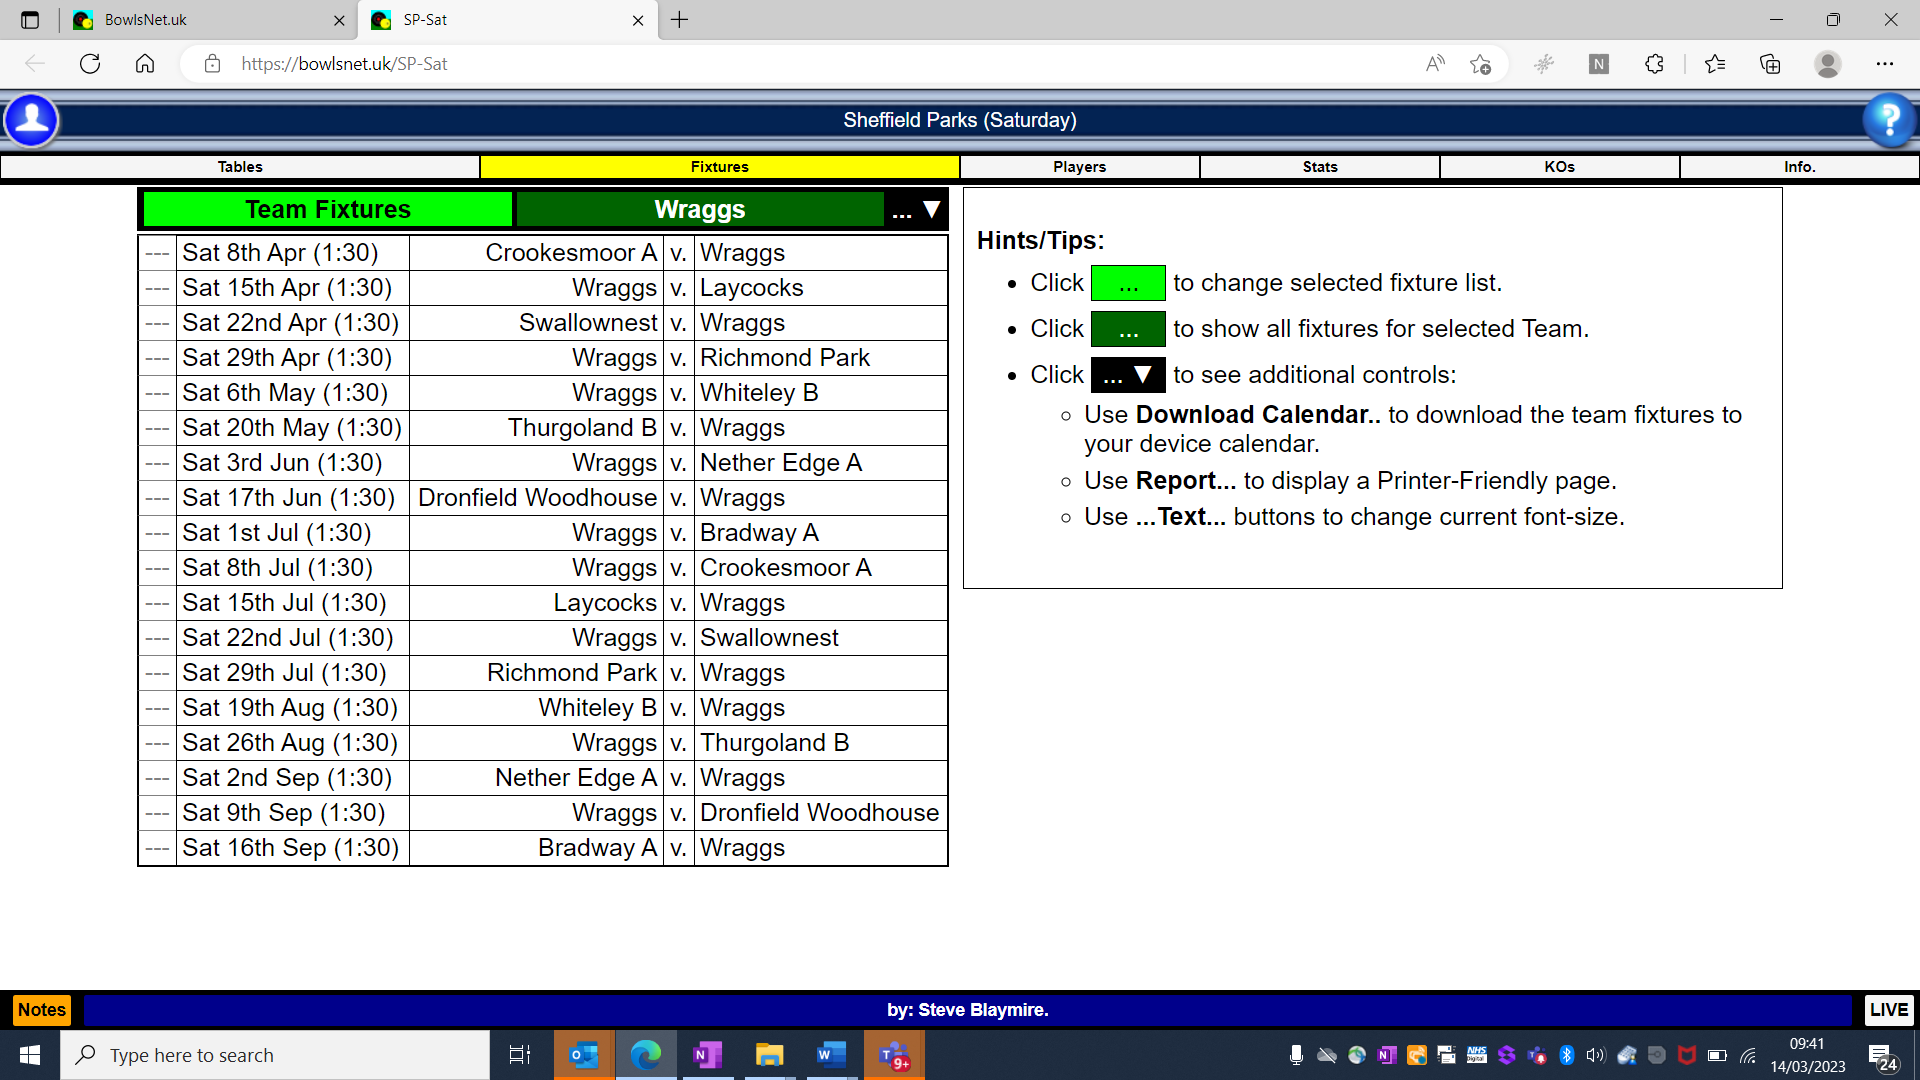 BowlsNet.uk
SP-Sat
https://bowlsnet.uk/SP-Sat
Sheffield Parks (Saturday)
Tables Fixtures Players Stats KOs Info.
Team Fixtures Wraggs ... ▼
--- Sat 8th Apr (1:30) Crookesmoor A v. Wraggs
--- Sat 15th Apr (1:30) Wraggs v. Laycocks
--- Sat 22nd Apr (1:30) Swallownest v. Wraggs
--- Sat 29th Apr (1:30) Wraggs v. Richmond Park
--- Sat 6th May (1:30) Wraggs v. Whiteley B
--- Sat 20th May (1:30) Thurgoland B v. Wraggs
--- Sat 3rd Jun (1:30) Wraggs v. Nether Edge A
--- Sat 17th Jun (1:30) Dronfield Woodhouse v. Wraggs
--- Sat 1st Jul (1:30) Wraggs v. Bradway A
--- Sat 8th Jul (1:30) Wraggs v. Crookesmoor A
--- Sat 15th Jul (1:30) Laycocks v. Wraggs
--- Sat 22nd Jul (1:30) Wraggs v. Swallownest
--- Sat 29th Jul (1:30) Richmond Park v. Wraggs
--- Sat 19th Aug (1:30) Whiteley B v. Wraggs
--- Sat 26th Aug (1:30) Wraggs v. Thurgoland B
--- Sat 2nd Sep (1:30) Nether Edge A v. Wraggs
--- Sat 9th Sep (1:30) Wraggs v. Dronfield Woodhouse
--- Sat 16th Sep (1:30) Bradway A v. Wraggs
Hints/Tips:
• Click ... to change selected fixture list.
• Click ... to show all fixtures for selected Team.
• Click ... ▼ to see additional controls:
◦ Use Download Calendar.. to download the team fixtures to
your device calendar.
◦ Use Report... to display a Printer-Friendly page.
◦ Use ...Text... buttons to change current font-size.
Notes by: Steve Blaymire. LIVE
Type here to search
9+
NHS
09:41
14/03/2023
24